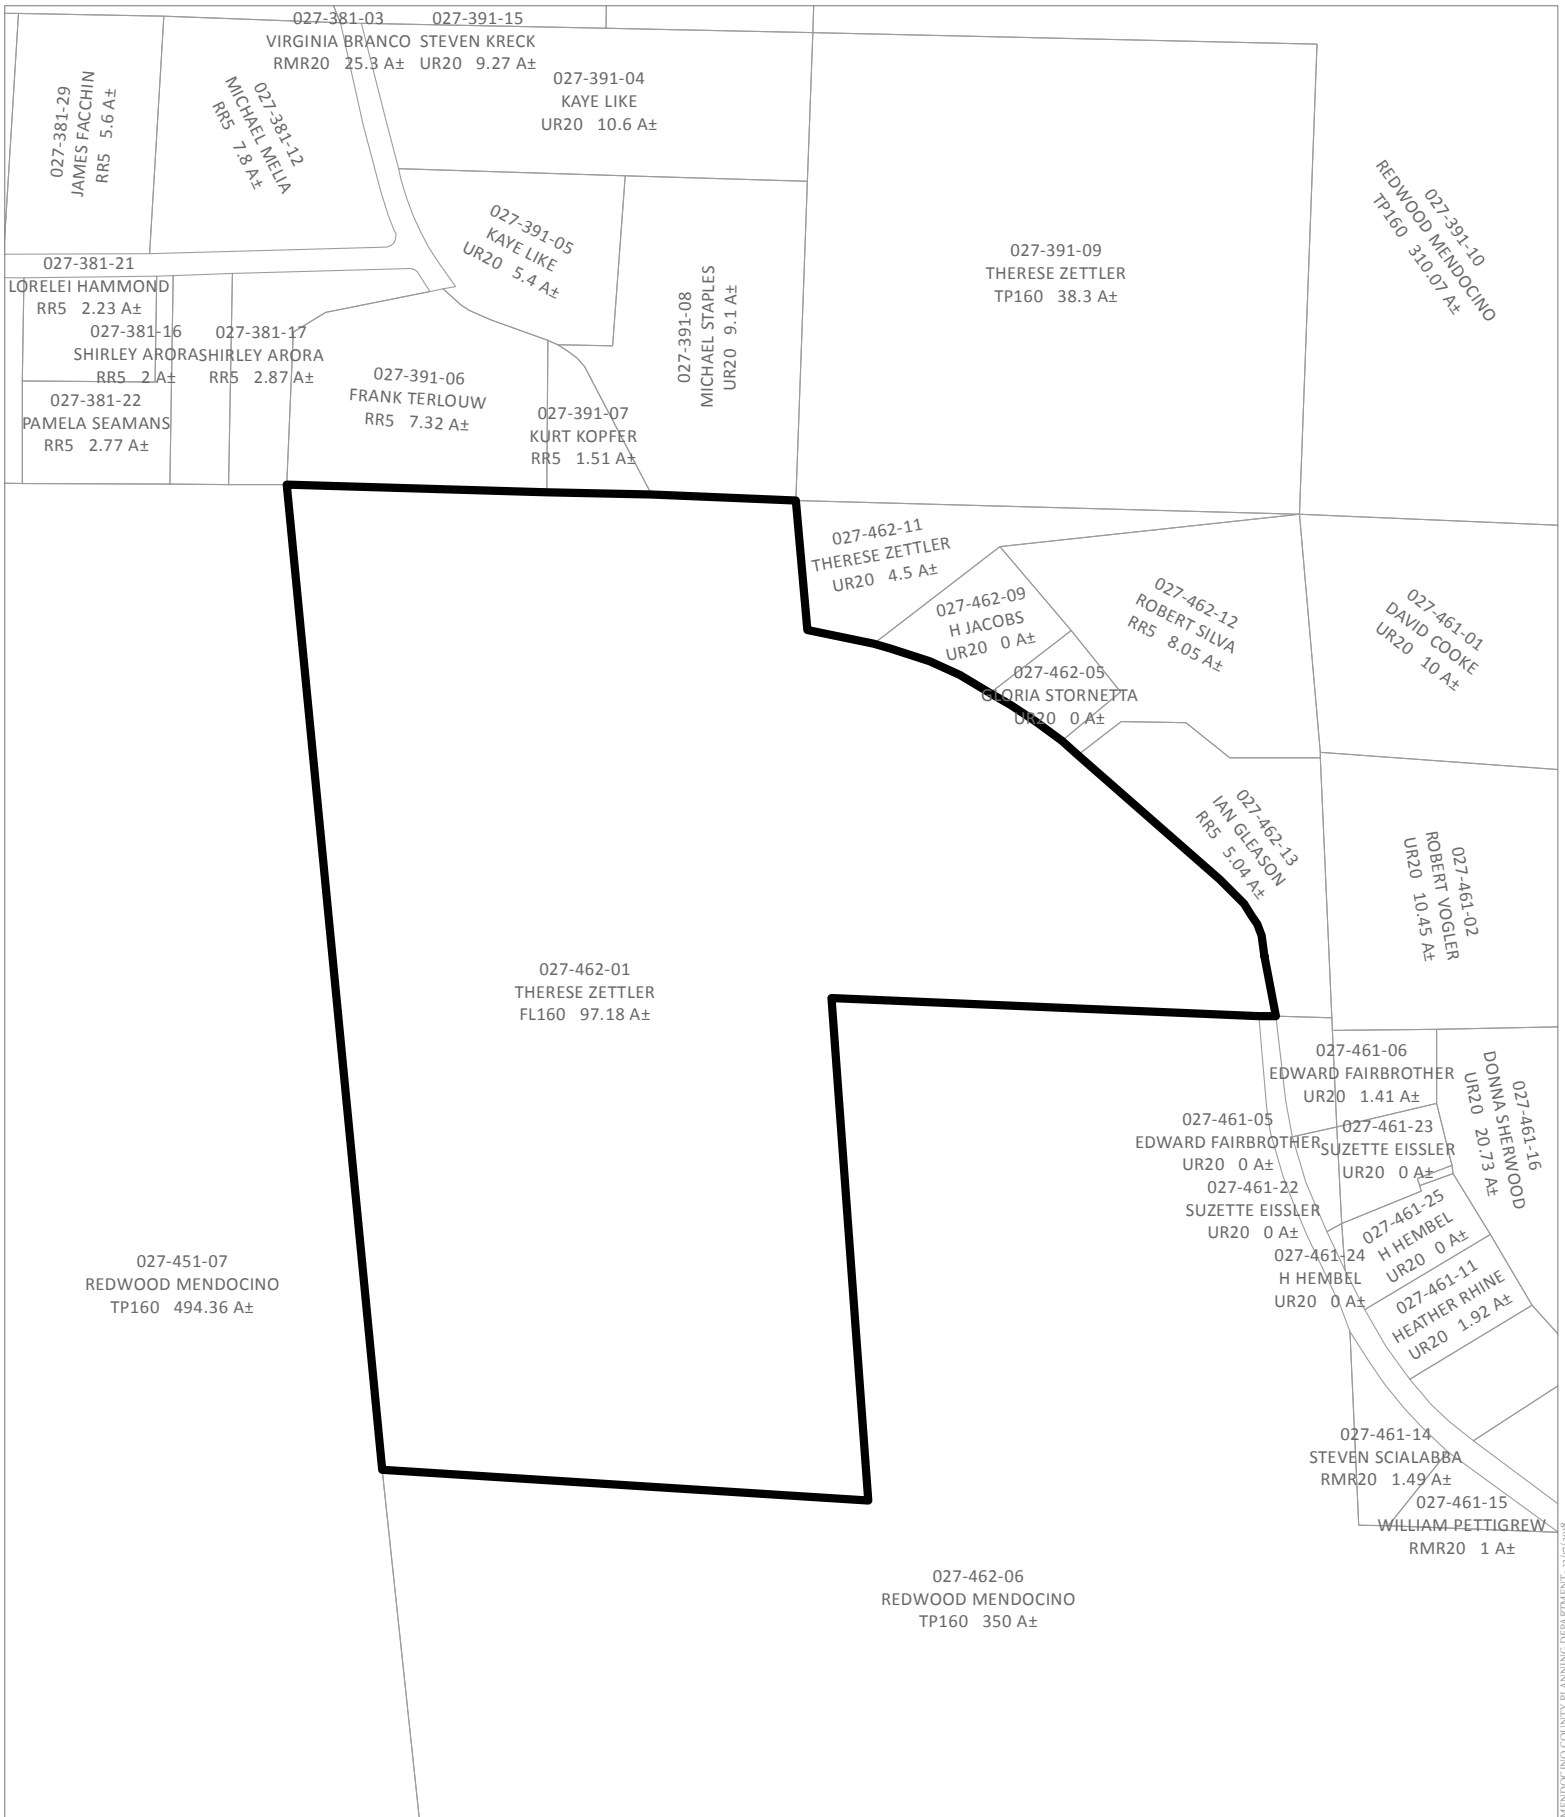 027-381-03
VIRGINIA BRANCO
RMR20 25.3 A±
027-391-15
STEVEN KRECK
UR20 9.27 A±
027-391-04
KAYE LIKE
UR20 10.6 A±
027-381-29
JAMES FACCHIN
RR5 5.6 A±
027-381-12
MICHAEL MELIA
RR5 7.8 A±
027-391-10
REDWOOD MENDOCINO
TP160 310.07 A±
027-391-05
KAYE LIKE
UR20 5.4 A±
027-391-09
THERESE ZETTLER
TP160 38.3 A±
027-381-21
LORELEI HAMMOND
RR5 2.23 A±
027-391-08
MICHAEL STAPLES
UR20 9.1 A±
027-381-16
SHIRLEY ARORA
RR5 2 A±
027-381-17
SHIRLEY ARORA
RR5 2.87 A±
027-391-06
FRANK TERLOUW
RR5 7.32 A±
027-381-22
PAMELA SEAMANS
RR5 2.77 A±
027-391-07
KURT KOPFER
RR5 1.51 A±
027-462-11
THERESE ZETTLER
UR20 4.5 A±
027-462-09
H JACOBS
UR20 0 A±
027-462-12
ROBERT SILVA
RR5 8.05 A±
027-461-01
DAVID COOKE
UR20 10 A±
027-462-05
GLORIA STORNETTA
UR20 0 A±
027-462-13
IAN GLEASON
RR5 5.04 A±
027-461-02
ROBERT VOGLER
UR20 10.45 A±
027-462-01
THERESE ZETTLER
FL160 97.18 A±
027-461-06
EDWARD FAIRBROTHER
UR20 1.41 A±
027-461-16
DONNA SHERWOOD
UR20 20.73 A±
027-461-05
EDWARD FAIRBROTHER
UR20 0 A±
027-461-23
SUZETTE EISSLER
UR20 0 A±
027-461-22
SUZETTE EISSLER
UR20 0 A±
027-461-25
H HEMBEL
UR20 0 A±
027-461-24
H HEMBEL
UR20 0 A±
027-461-11
HEATHER RHINE
UR20 1.92 A±
027-451-07
REDWOOD MENDOCINO
TP160 494.36 A±
027-461-14
STEVEN SCIALABBA
RMR20 1.49 A±
027-461-15
WILLIAM PETTIGREW
RMR20 1 A±
027-462-06
REDWOOD MENDOCINO
TP160 350 A±
MENDOCINO COUNTY PLANNING DEPARTMENT